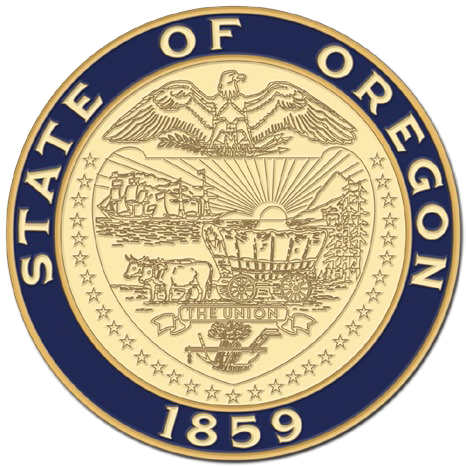 STATE OF OREGON
THE UNION
1859